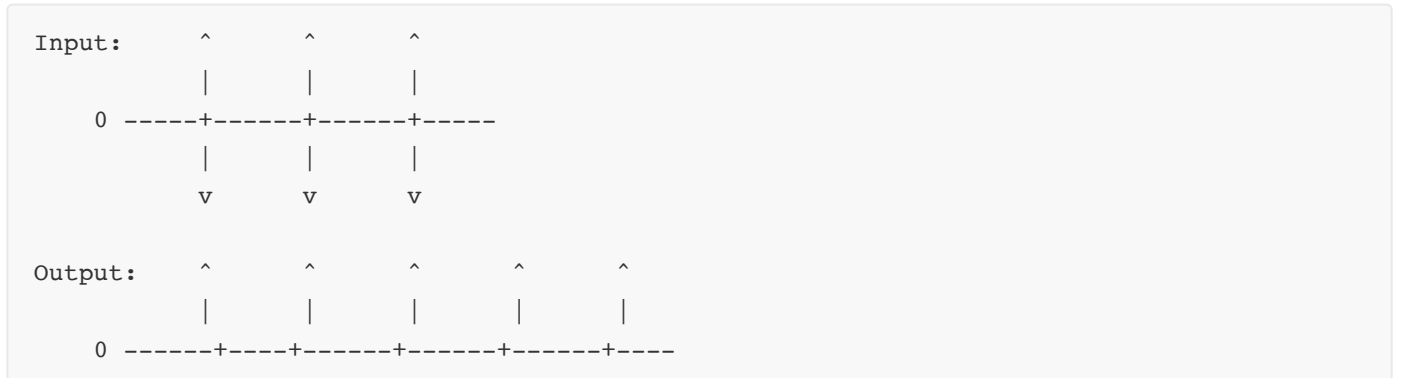 Input:     ^      ^      ^
           |      |      |
    0 -----+------+------+-----
           |      |      |
           v      v      v

Output:    ^      ^      ^      ^      ^
           |      |      |      |      |
    0 ------+----+------+------+------+----